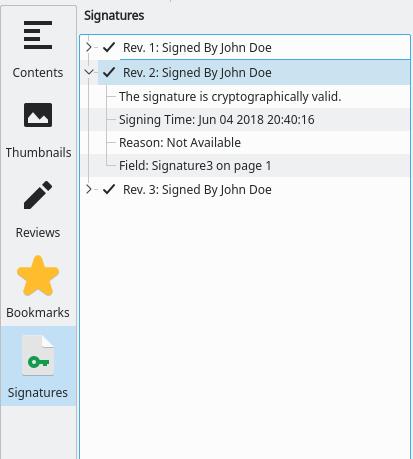 Signatures
Contents
Thumbnails
Reviews
Bookmarks
Signatures
Rev. 1: Signed By John Doe
Rev. 2: Signed By John Doe
The signature is cryptographically valid.
Signing Time: Jun 04 2018 20:40:16
Reason: Not Available
Field: Signature3 on page 1
Rev. 3: Signed By John Doe